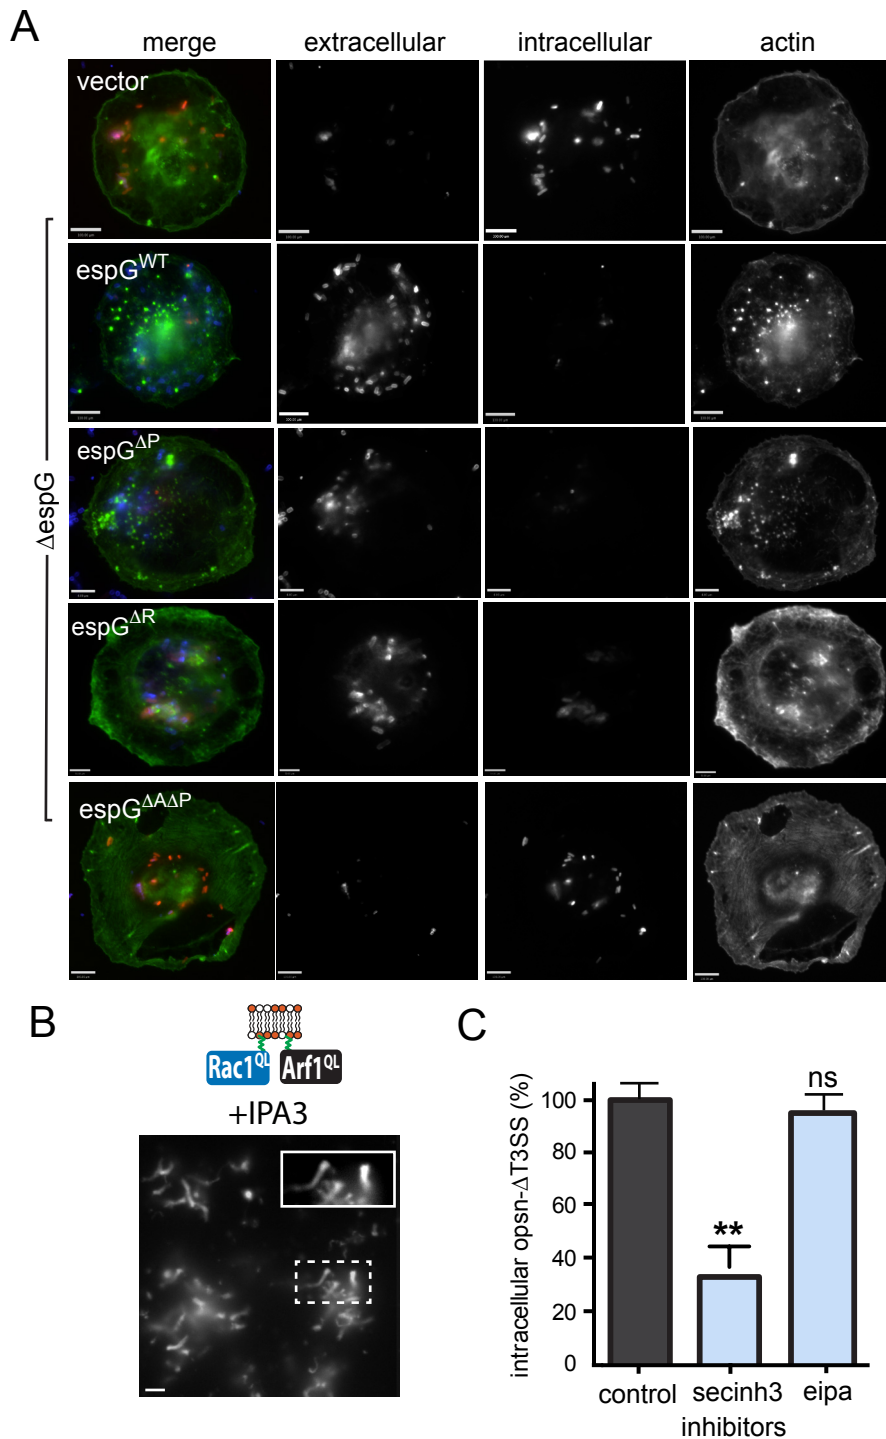 A
merge extracellular intracellular actin
vector
ΔespG
espG^WT
espG^ΔP
espG^ΔR
espG^ΔAΔP
B
Rac1^QL Arf1^QL
+IPA3
C
intracellular opsn-ΔT3SS (%)
100
80
60
40
20
0
**
ns
control secinh3 eipa
inhibitors